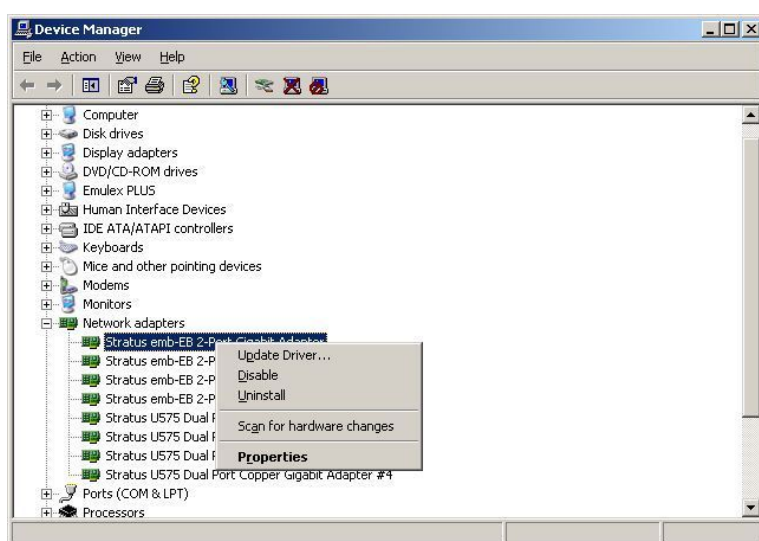 Device Manager
File Action View Help
Computer
Disk drives
Display adapters
DVD/CD-ROM drives
Emulex PLUS
Human Interface Devices
IDE ATA/ATAPI controllers
Keyboards
Mice and other pointing devices
Modems
Monitors
Network adapters
Stratus emb-EB 2-Port Gigabit Adapter
Stratus emb-EB 2-P
Stratus emb-EB 2-P
Stratus emb-EB 2-P
Stratus U575 Dual
Stratus U575 Dual
Stratus U575 Dual
Stratus U575 Dual Port Copper Gigabit Adapter #4
Ports (COM & LPT)
Processors
Update Driver...
Disable
Uninstall
Scan for hardware changes
Properties